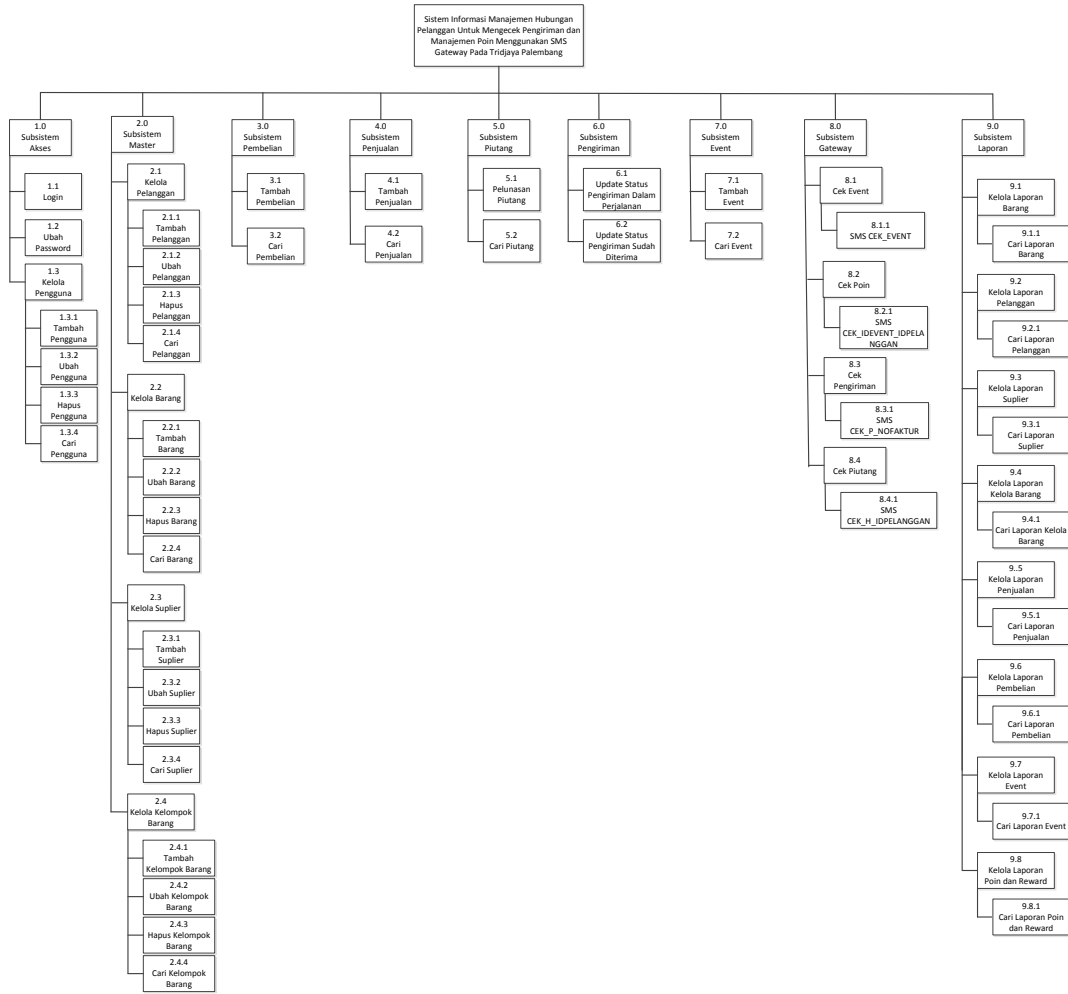 Sistem Informasi Manajemen Hubungan
Pelanggan Untuk Mengecek Pengiriman dan
Manajemen Poin Menggunakan SMS
Gateway Pada Tridjaya Palembang
1.0
Subsistem
Akses
1.1
Login
1.2
Ubah
Password
1.3
Kelola
Pengguna
1.3.1
Tambah
Pengguna
1.3.2
Ubah
Pengguna
1.3.3
Hapus
Pengguna
1.3.4
Cari
Pengguna
2.0
Subsistem
Master
2.1
Kelola
Pelanggan
2.1.1
Tambah
Pelanggan
2.1.2
Ubah
Pelanggan
2.1.3
Hapus
Pelanggan
2.1.4
Cari
Pelanggan
2.2
Kelola Barang
2.2.1
Tambah
Barang
2.2.2
Ubah Barang
2.2.3
Hapus Barang
2.2.4
Cari Barang
2.3
Kelola Suplier
2.3.1
Tambah
Suplier
2.3.2
Ubah Suplier
2.3.3
Hapus Suplier
2.3.4
Cari Suplier
2.4
Kelola Kelompok
Barang
2.4.1
Tambah
Kelompok Barang
2.4.2
Ubah Kelompok
Barang
2.4.3
Hapus Kelompok
Barang
2.4.4
Cari Kelompok
Barang
3.0
Subsistem
Pembelian
3.1
Tambah
Pembelian
3.2
Cari
Pembelian
4.0
Subsistem
Penjualan
4.1
Tambah
Penjualan
4.2
Cari
Penjualan
5.0
Subsistem
Piutang
5.1
Pelunasan
Piutang
5.2
Cari Piutang
6.0
Subsistem
Pengiriman
6.1
Update Status
Pengiriman Dalam
Perjalanan
6.2
Update Status
Pengiriman Sudah
Diterima
7.0
Subsistem
Event
7.1
Tambah
Event
7.2
Cari Event
8.0
Subsistem
Gateway
8.1
Cek Event
8.1.1
SMS CEK_EVENT
8.2
Cek Poin
8.2.1
SMS
CEK_IDEVENT_IDPELA
NGGAN
8.3
Cek
Pengiriman
8.3.1
SMS
CEK_P_NOFAKTUR
8.4
Cek Piutang
8.4.1
SMS
CEK_H_IDPELANGGAN
9.0
Subsistem
Laporan
9.1
Kelola Laporan
Barang
9.1.1
Cari Laporan
Barang
9.2
Kelola Laporan
Pelanggan
9.2.1
Cari Laporan
Pelanggan
9.3
Kelola Laporan
Suplier
9.3.1
Cari Laporan
Suplier
9.4
Kelola Laporan
Kelola Barang
9.4.1
Cari Laporan Kelola
Barang
9..5
Kelola Laporan
Penjualan
9.5.1
Cari Laporan
Penjualan
9.6
Kelola Laporan
Pembelian
9.6.1
Cari Laporan
Pembelian
9.7
Kelola Laporan
Event
9.7.1
Cari Laporan Event
9.8
Kelola Laporan
Poin dan Reward
9.8.1
Cari Laporan Poin
dan Reward